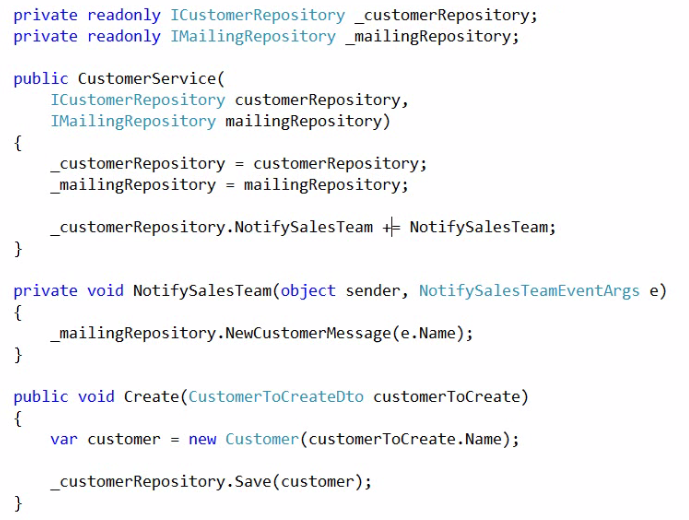 private readonly ICustomerRepository _customerRepository;
private readonly IMailingRepository _mailingRepository;

public CustomerService(
    ICustomerRepository customerRepository,
    IMailingRepository mailingRepository)
{
    _customerRepository = customerRepository;
    _mailingRepository = mailingRepository;

    _customerRepository.NotifySalesTeam += NotifySalesTeam;
}

private void NotifySalesTeam(object sender, NotifySalesTeamEventArgs e)
{
    _mailingRepository.NewCustomerMessage(e.Name);
}

public void Create(CustomerToCreateDto customerToCreate)
{
    var customer = new Customer(customerToCreate.Name);

    _customerRepository.Save(customer);
}